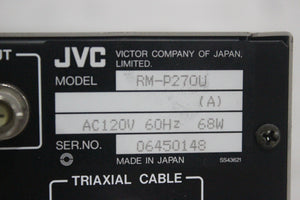 UT
JVC VICTOR COMPANY OF JAPAN,
LIMITED.
MODEL RM-P270U
(A)
AC120V 60Hz 68W
SER.NO. 06450148
MADE IN JAPAN SS43621
TRIAXIAL CABLE